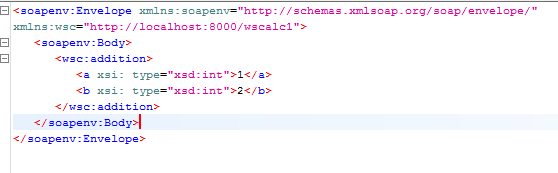 <soapenv:Envelope xmlns:soapenv="http://schemas.xmlsoap.org/soap/envelope/"
xmlns:wsc="http://localhost:8000/wscalc1">
<soapenv:Body>
<wsc:addition>
<a xsi: type="xsd:int">1</a>
<b xsi: type="xsd:int">2</b>
</wsc:addition>
</soapenv:Body>
</soapenv:Envelope>